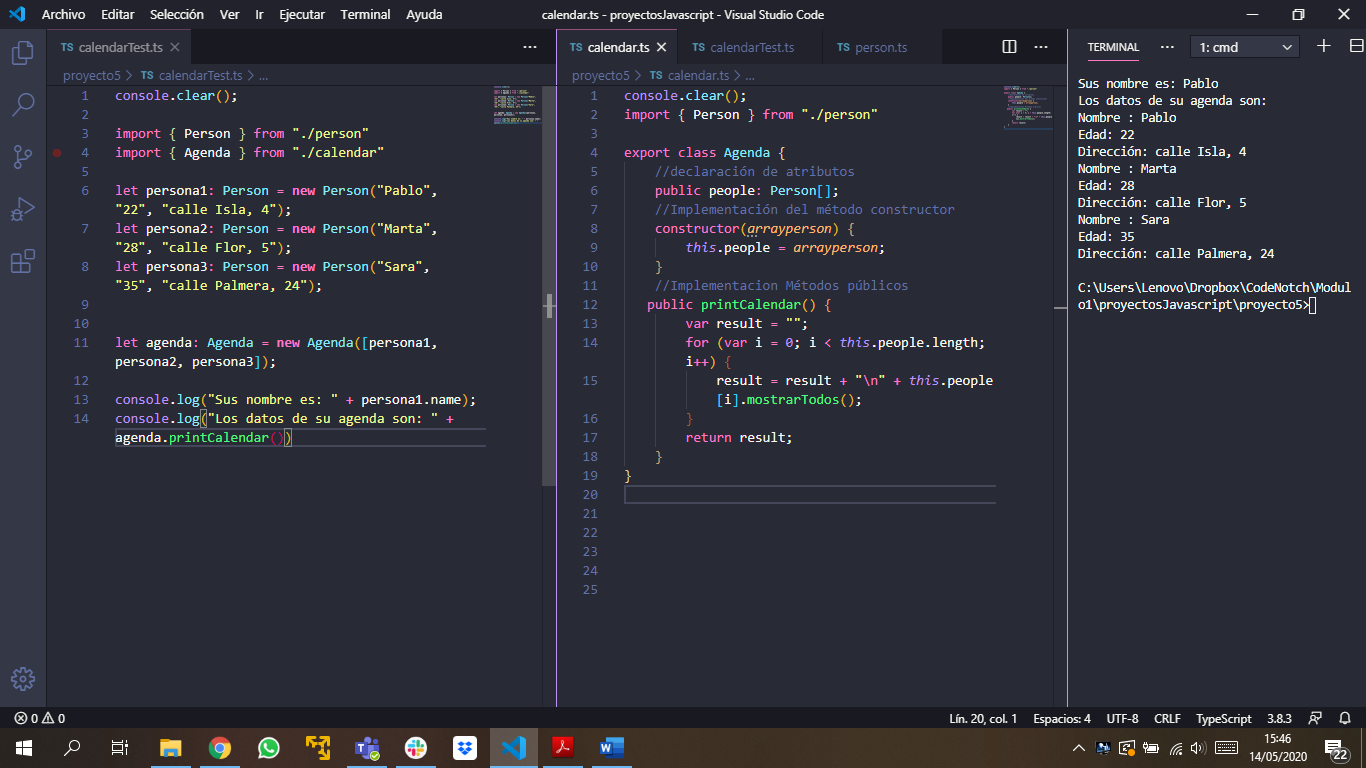 Archivo Editar Selección Ver Ir Ejecutar Terminal Ayuda
calendar.ts - proyectosJavascript - Visual Studio Code
TS calendarTest.ts
proyecto5 > TS calendarTest.ts > ...
1 console.clear();
2
3 import { Person } from "./person"
4 import { Agenda } from "./calendar"
5
6 let persona1: Person = new Person("Pablo",
"22", "calle Isla, 4");
7 let persona2: Person = new Person("Marta",
"28", "calle Flor, 5");
8 let persona3: Person = new Person("Sara",
"35", "calle Palmera, 24");
9
10
11 let agenda: Agenda = new Agenda([persona1,
persona2, persona3]);
12
13 console.log("Sus nombre es: " + persona1.name);
14 console.log("Los datos de su agenda son: " +
agenda.printCalendar())
TS calendar.ts TS calendarTest.ts TS person.ts
proyecto5 > TS calendar.ts > ...
1 console.clear();
2 import { Person } from "./person"
3
4 export class Agenda {
5 //declaración de atributos
6 public people: Person[];
7 //Implementación del método constructor
8 constructor(arrayperson) {
9 this.people = arrayperson;
10 }
11 //Implementacion Métodos públicos
12 public printCalendar() {
13 var result = "";
14 for (var i = 0; i < this.people.length;
i++) {
15 result = result + "\n" + this.people
[i].mostrarTodos();
16 }
17 return result;
18 }
19 }
20
21
22
23
24
25
TERMINAL ... 1: cmd
Sus nombre es: Pablo
Los datos de su agenda son:
Nombre : Pablo
Edad: 22
Dirección: calle Isla, 4
Nombre : Marta
Edad: 28
Dirección: calle Flor, 5
Nombre : Sara
Edad: 35
Dirección: calle Palmera, 24
C:\Users\Lenovo\Dropbox\CodeNotch\Modul
o1\proyectosJavascript\proyecto5>
0 0
Lín. 20, col. 1 Espacios: 4 UTF-8 CRLF TypeScript 3.8.3
15:46
14/05/2020
22